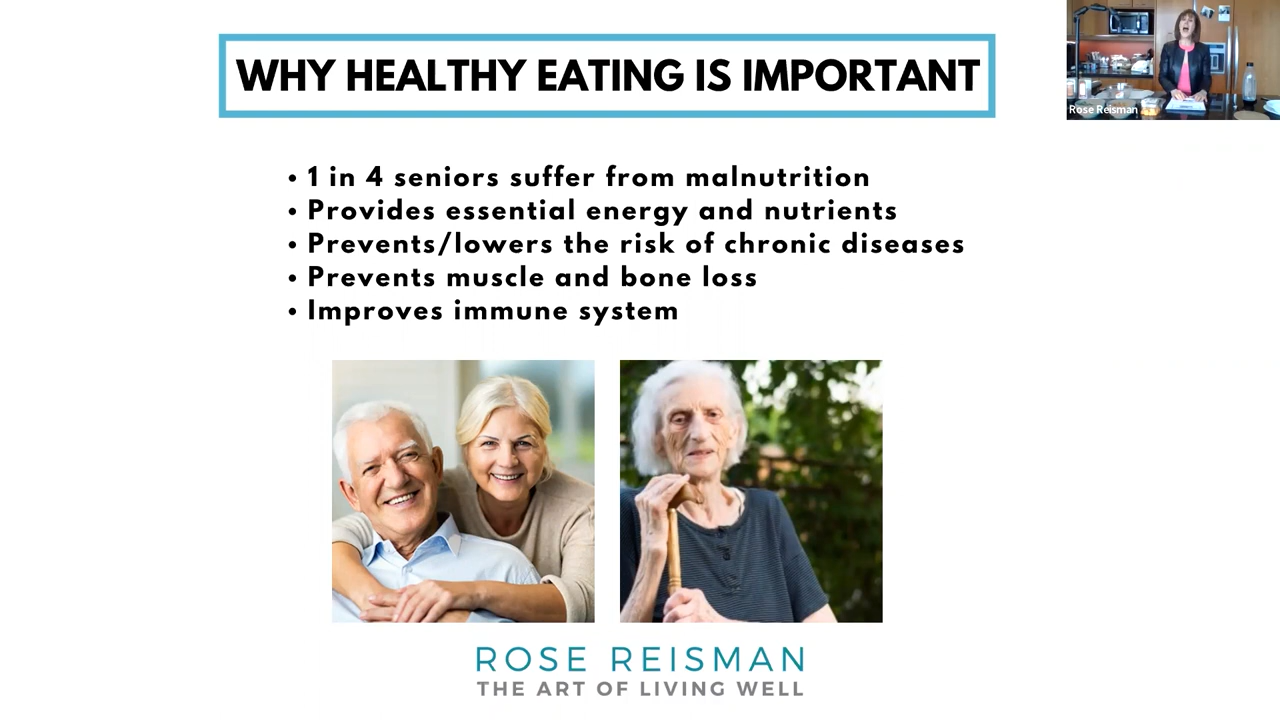 WHY HEALTHY EATING IS IMPORTANT
Rose Reisman
• 1 in 4 seniors suffer from malnutrition
• Provides essential energy and nutrients
• Prevents/lowers the risk of chronic diseases
• Prevents muscle and bone loss
• Improves immune system
ROSE REISMAN
THE ART OF LIVING WELL